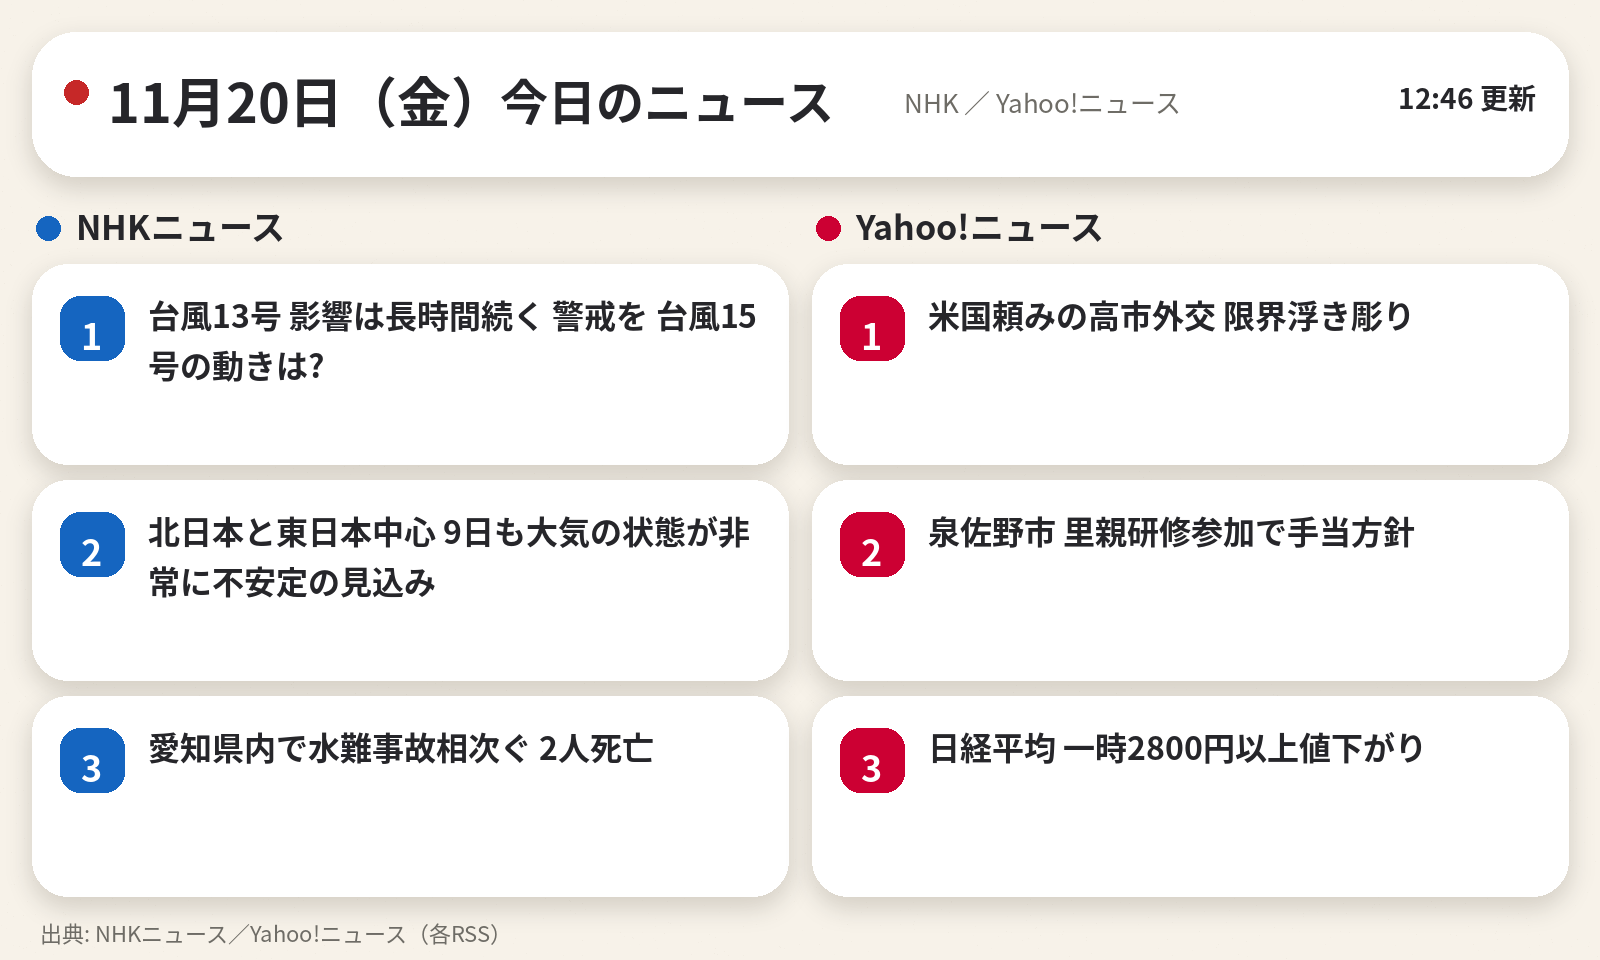 11月20日（金）今日のニュース
NHK ／ Yahoo!ニュース
12:46 更新
NHKニュース
1
台風13号 影響は長時間続く 警戒を 台風15
号の動きは?
2
北日本と東日本中心 9日も大気の状態が非
常に不安定の見込み
3
愛知県内で水難事故相次ぐ 2人死亡
Yahoo!ニュース
1
米国頼みの高市外交 限界浮き彫り
2
泉佐野市 里親研修参加で手当方針
3
日経平均 一時2800円以上値下がり
出典: NHKニュース／Yahoo!ニュース（各RSS）